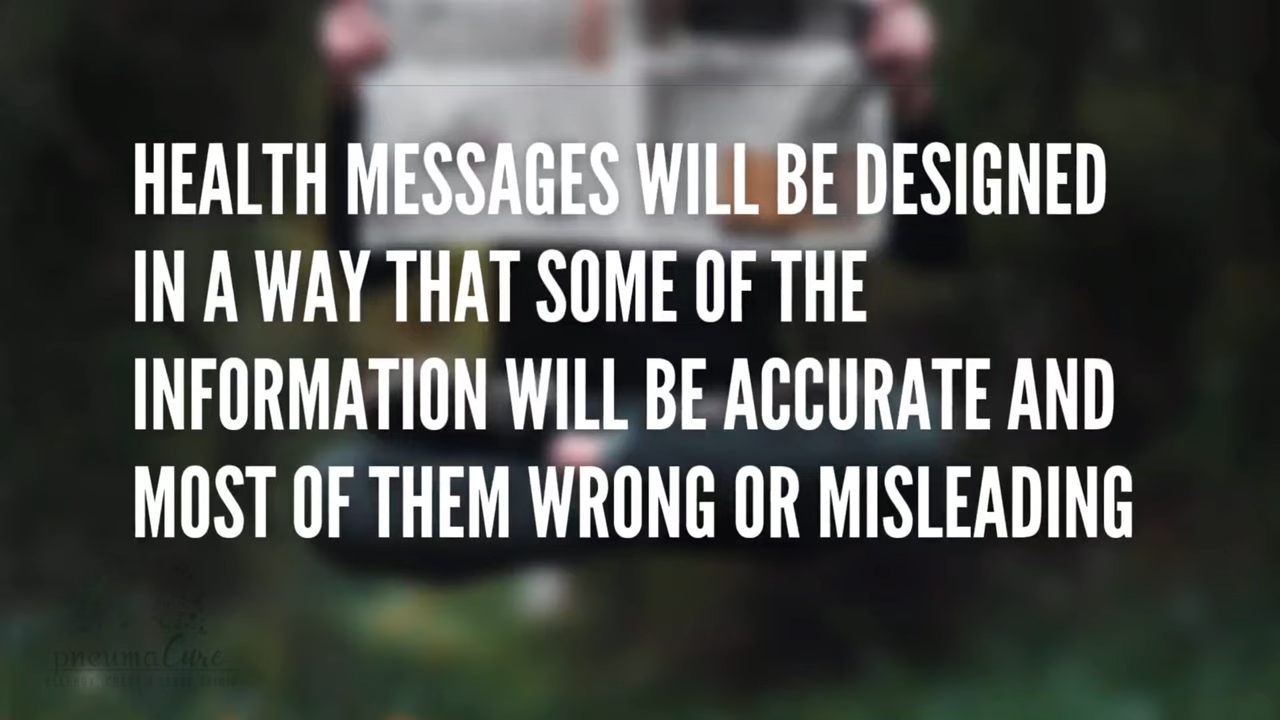 HEALTH MESSAGES WILL BE DESIGNED
IN A WAY THAT SOME OF THE
INFORMATION WILL BE ACCURATE AND
MOST OF THEM WRONG OR MISLEADING
pneumaCure